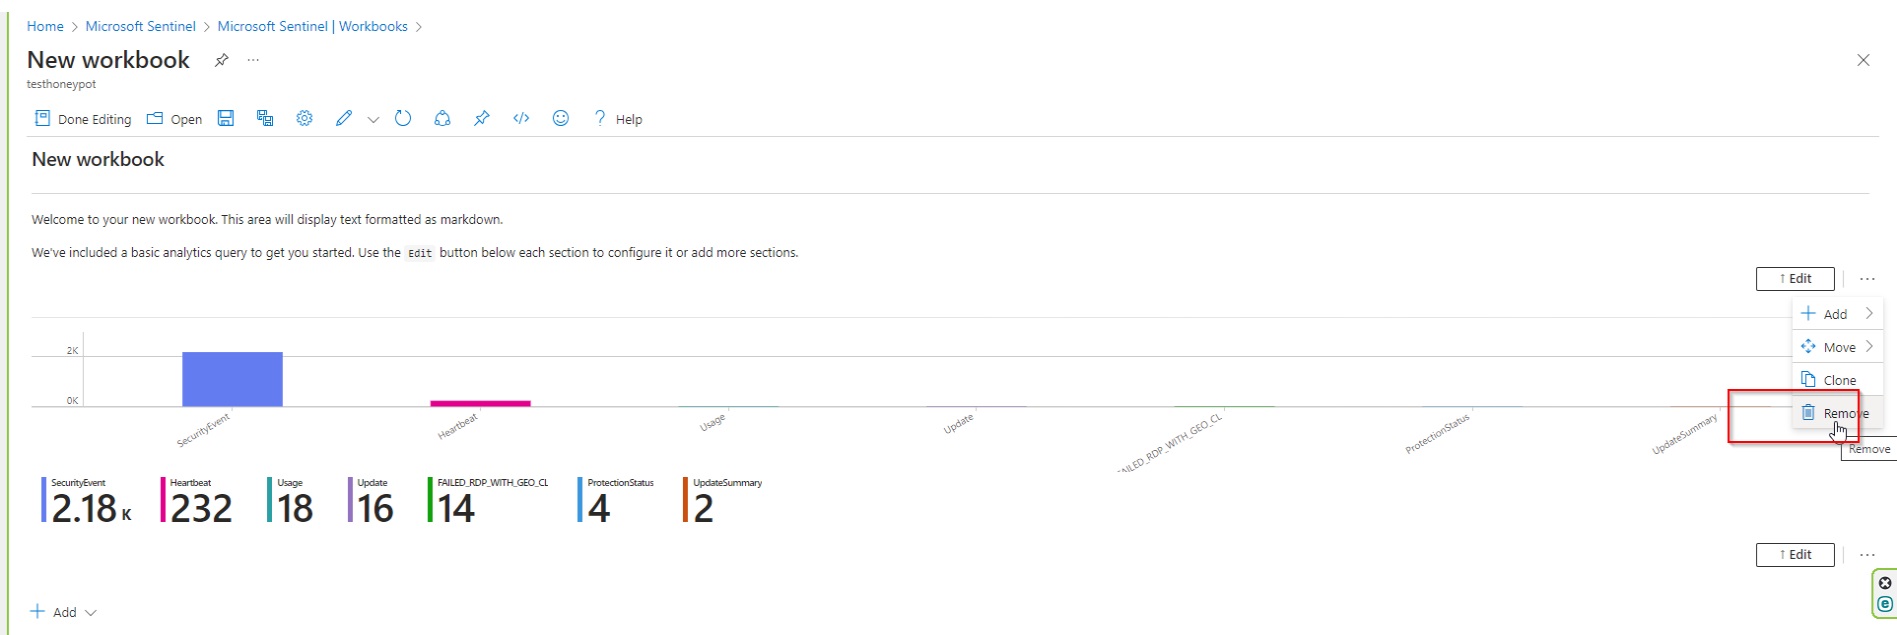 Home > Microsoft Sentinel > Microsoft Sentinel | Workbooks >
New workbook ...
testhoneypot
Done Editing Open </> ? Help
New workbook
Welcome to your new workbook. This area will display text formatted as markdown.
We've included a basic analytics query to get you started. Use the Edit button below each section to configure it or add more sections.
↑ Edit ...
Add >
Move >
Clone
Remove
Remove
2K
0K
SecurityEvent
Heartbeat
Usage
Update
AILED_RDP_WITH_GEO_CL
ProtectionStatus
UpdateSummary
SecurityEvent
2.18 K
Heartbeat
232
Usage
18
Update
16
FAILED_RDP_WITH_GEO_CL
14
ProtectionStatus
4
UpdateSummary
2
↑ Edit ...
+ Add